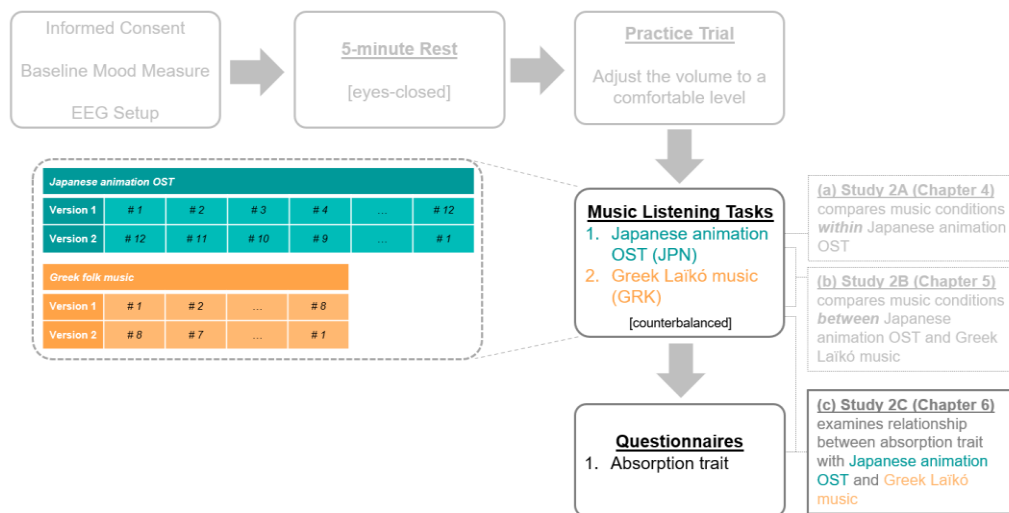 Informed Consent
Baseline Mood Measure
EEG Setup
5-minute Rest
[eyes-closed]
Practice Trial
Adjust the volume to a
comfortable level
Japanese animation OST
Version 1 # 1 # 2 # 3 # 4 ... # 12
Version 2 # 12 # 11 # 10 # 9 ... # 1
Greek folk music
Version 1 # 1 # 2 ... # 8
Version 2 # 8 # 7 ... # 1
Music Listening Tasks
1. Japanese animation
OST (JPN)
2. Greek Laïkó music
(GRK)
[counterbalanced]
Questionnaires
1. Absorption trait
(a) Study 2A (Chapter 4)
compares music conditions
within Japanese animation
OST
(b) Study 2B (Chapter 5)
compares music conditions
between Japanese
animation OST and Greek
Laïkó music
(c) Study 2C (Chapter 6)
examines relationship
between absorption trait
with Japanese animation
OST and Greek Laïkó
music